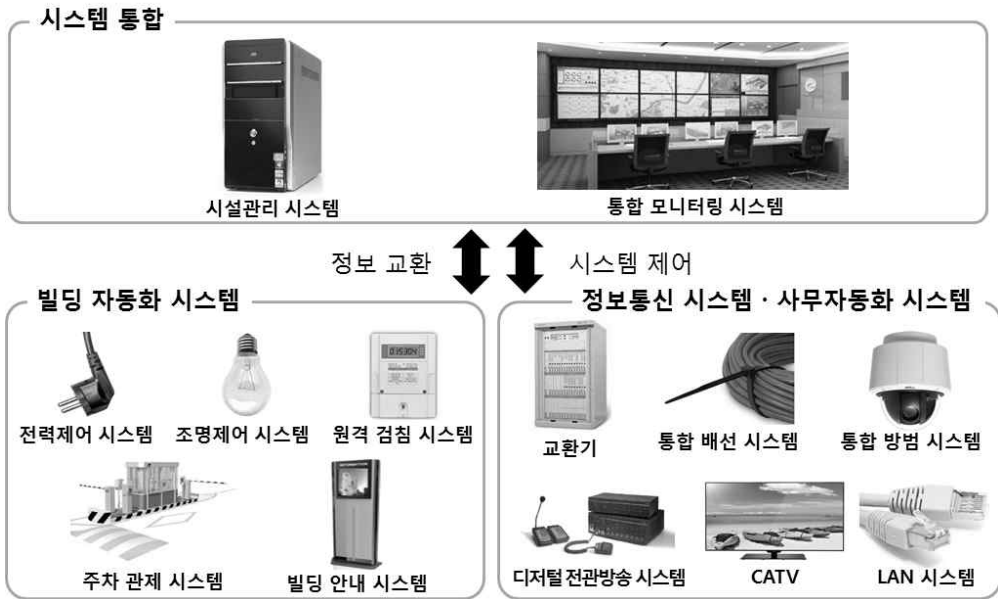 시스템 통합
시설관리 시스템
통합 모니터링 시스템
정보 교환
시스템 제어
빌딩 자동화 시스템
전력제어 시스템
조명제어 시스템
원격 검침 시스템
주차 관제 시스템
빌딩 안내 시스템
정보통신 시스템 · 사무자동화 시스템
교환기
통합 배선 시스템
통합 방범 시스템
디지털 전관방송 시스템
CATV
LAN 시스템